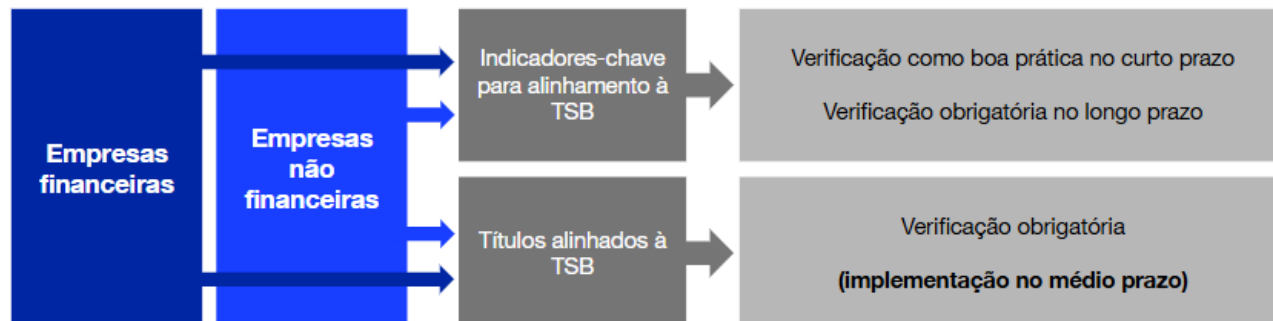 Empresas
financeiras
Empresas
não
financeiras
Indicadores-chave
para alinhamento à
TSB
Verificação como boa prática no curto prazo
Verificação obrigatória no longo prazo
Títulos alinhados à
TSB
Verificação obrigatória
(implementação no médio prazo)